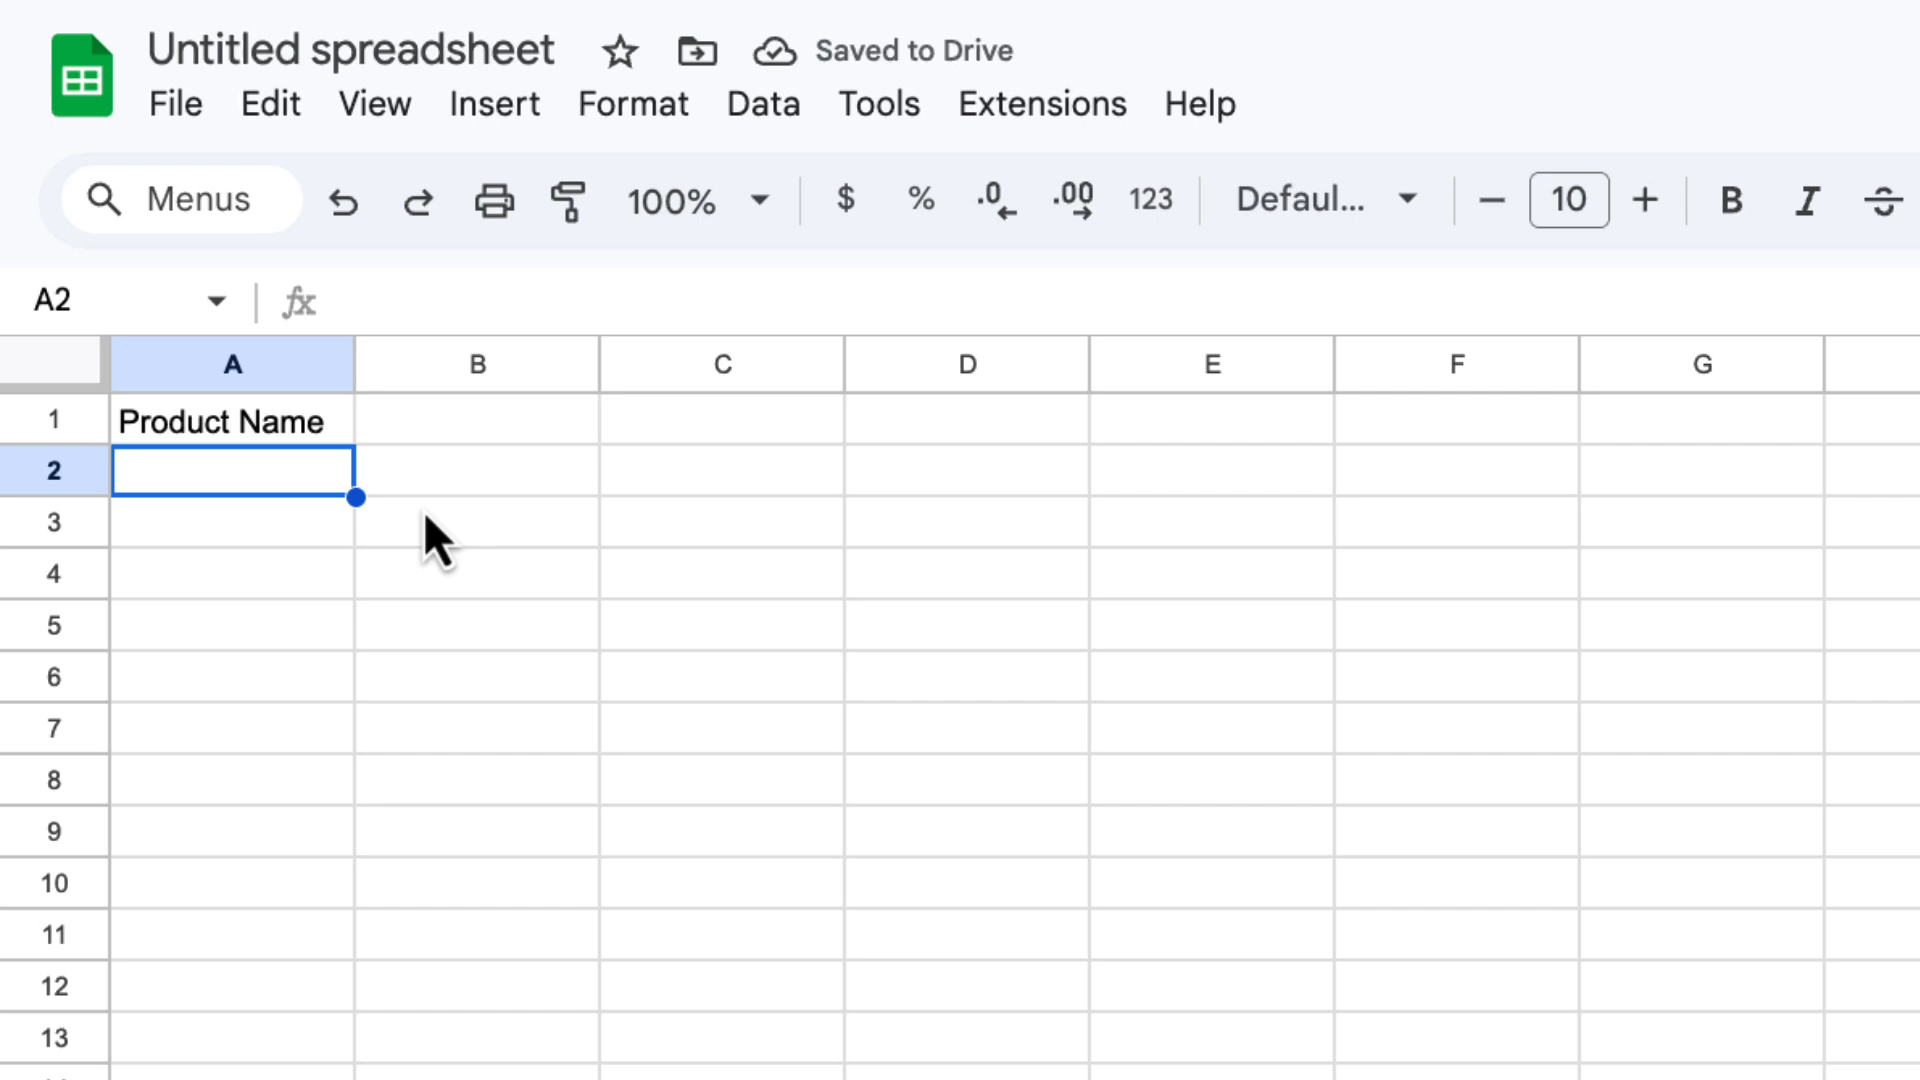 Untitled spreadsheet Saved to Drive
File Edit View Insert Format Data Tools Extensions Help
Menus 100% $ % .0 .00 123 Defaul... 10 B I S
A2 fx
A B C D E F G
1 Product Name
2
3
4
5
6
7
8
9
10
11
12
13